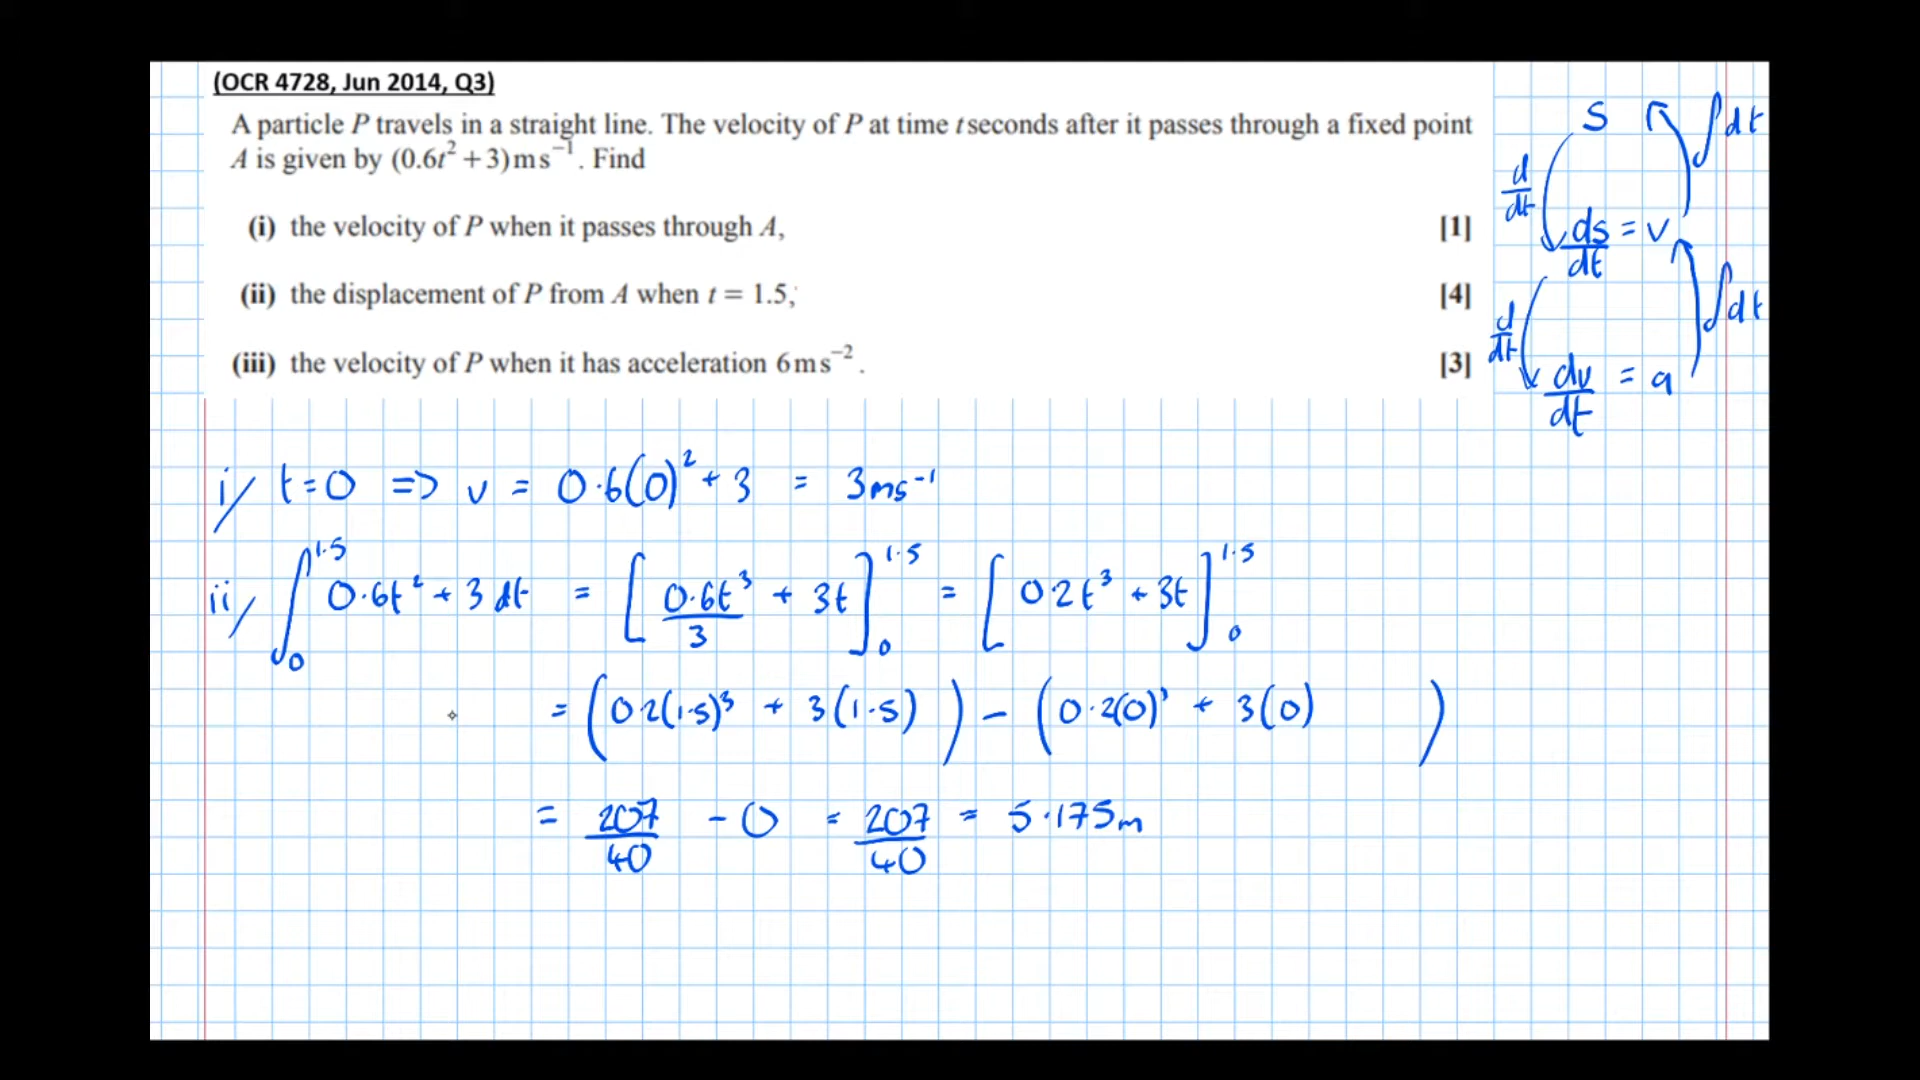 (OCR 4728, Jun 2014, Q3)
A particle P travels in a straight line. The velocity of P at time t seconds after it passes through a fixed point
A is given by (0.6t² + 3) m s⁻¹. Find
(i) the velocity of P when it passes through A, [1]
(ii) the displacement of P from A when t = 1.5, [4]
(iii) the velocity of P when it has acceleration 6 m s⁻². [3]
s ∫dt
d/dt
ds/dt = v
∫dt
d/dt
dv/dt = a
i/ t=0 => v = 0.6(0)² + 3 = 3ms⁻¹
ii/ ∫₀^1.5 0.6t² + 3 dt = [0.6t³/3 + 3t]₀^1.5 = [0.2t³ + 3t]₀^1.5
= (0.2(1.5)³ + 3(1.5)) − (0.2(0)³ + 3(0) )
= 207/40 − 0 = 207/40 = 5.175m